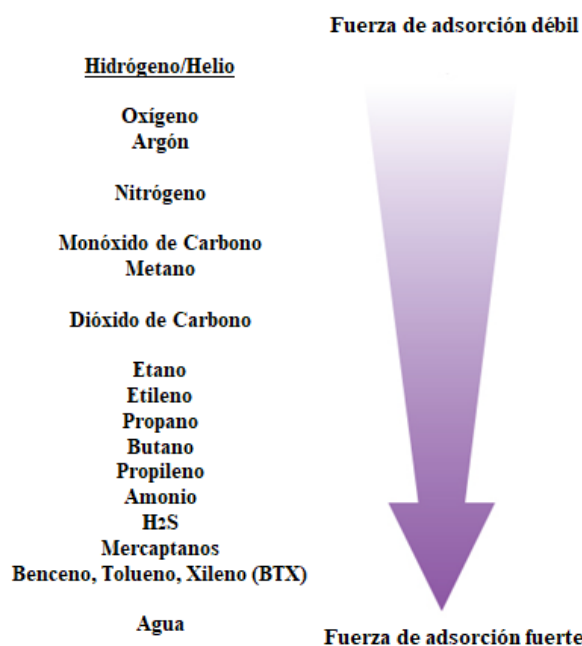 Fuerza de adsorción débil
Hidrógeno/Helio
Oxígeno
Argón
Nitrógeno
Monóxido de Carbono
Metano
Dióxido de Carbono
Etano
Etileno
Propano
Butano
Propileno
Amonio
H2S
Mercaptanos
Benceno, Tolueno, Xileno (BTX)
Agua
Fuerza de adsorción fuerte